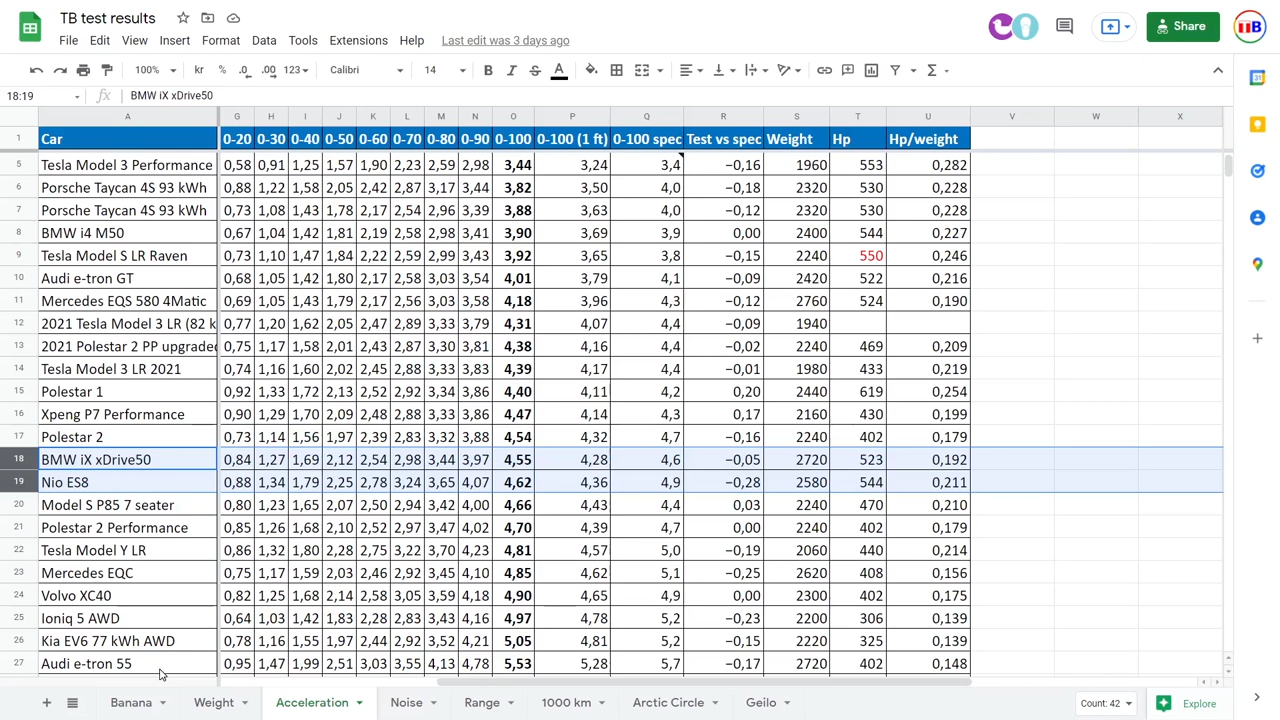 TB test results
File Edit View Insert Format Data Tools Extensions Help Last edit was 3 days ago
Share
TTB
100% kr % .0 .00 123 Calibri 14 B I S A
18:19 fx BMW iX xDrive50
A G H I J K L M N O P Q R S T U V W X
1 Car 0-20 0-30 0-40 0-50 0-60 0-70 0-80 0-90 0-100 0-100 (1 ft) 0-100 spec Test vs spec Weight Hp Hp/weight
5 Tesla Model 3 Performance 0,58 0,91 1,25 1,57 1,90 2,23 2,59 2,98 3,44 3,24 3,4 −0,16 1960 553 0,282
6 Porsche Taycan 4S 93 kWh 0,88 1,22 1,58 2,05 2,42 2,87 3,17 3,44 3,82 3,50 4,0 −0,18 2320 530 0,228
7 Porsche Taycan 4S 93 kWh 0,73 1,08 1,43 1,78 2,17 2,54 2,96 3,39 3,88 3,63 4,0 −0,12 2320 530 0,228
8 BMW i4 M50 0,67 1,04 1,42 1,81 2,19 2,58 2,98 3,41 3,90 3,69 3,9 0,00 2400 544 0,227
9 Tesla Model S LR Raven 0,73 1,10 1,47 1,84 2,22 2,59 2,99 3,43 3,92 3,65 3,8 −0,15 2240 550 0,246
10 Audi e-tron GT 0,68 1,05 1,42 1,80 2,17 2,58 3,03 3,54 4,01 3,79 4,1 −0,09 2420 522 0,216
11 Mercedes EQS 580 4Matic 0,69 1,05 1,43 1,79 2,17 2,56 3,03 3,58 4,18 3,96 4,3 −0,12 2760 524 0,190
12 2021 Tesla Model 3 LR (82 k 0,77 1,20 1,62 2,05 2,47 2,89 3,33 3,79 4,31 4,07 4,4 −0,09 1940
13 2021 Polestar 2 PP upgraded 0,75 1,17 1,58 2,01 2,43 2,87 3,30 3,81 4,38 4,16 4,4 −0,02 2240 469 0,209
14 Tesla Model 3 LR 2021 0,74 1,16 1,60 2,02 2,45 2,88 3,33 3,83 4,39 4,17 4,4 −0,01 1980 433 0,219
15 Polestar 1 0,92 1,33 1,72 2,13 2,52 2,92 3,34 3,86 4,40 4,11 4,2 0,20 2440 619 0,254
16 Xpeng P7 Performance 0,90 1,29 1,70 2,09 2,48 2,88 3,33 3,86 4,47 4,14 4,3 0,17 2160 430 0,199
17 Polestar 2 0,73 1,14 1,56 1,97 2,39 2,83 3,32 3,88 4,54 4,32 4,7 −0,16 2240 402 0,179
18 BMW iX xDrive50 0,84 1,27 1,69 2,12 2,54 2,98 3,44 3,97 4,55 4,28 4,6 −0,05 2720 523 0,192
19 Nio ES8 0,88 1,34 1,79 2,25 2,78 3,24 3,65 4,07 4,62 4,36 4,9 −0,28 2580 544 0,211
20 Model S P85 7 seater 0,80 1,23 1,65 2,07 2,50 2,94 3,42 4,00 4,66 4,43 4,4 0,03 2240 470 0,210
21 Polestar 2 Performance 0,85 1,26 1,68 2,10 2,52 2,97 3,47 4,02 4,70 4,39 4,7 0,00 2240 402 0,179
22 Tesla Model Y LR 0,86 1,32 1,80 2,28 2,75 3,22 3,70 4,23 4,81 4,57 5,0 −0,19 2060 440 0,214
23 Mercedes EQC 0,75 1,17 1,59 2,03 2,46 2,92 3,45 4,10 4,85 4,62 5,1 −0,25 2620 408 0,156
24 Volvo XC40 0,82 1,25 1,68 2,14 2,58 3,05 3,59 4,18 4,90 4,65 4,9 0,00 2300 402 0,175
25 Ioniq 5 AWD 0,64 1,03 1,42 1,83 2,28 2,83 3,43 4,16 4,97 4,78 5,2 −0,23 2200 306 0,139
26 Kia EV6 77 kWh AWD 0,78 1,16 1,55 1,97 2,44 2,92 3,52 4,21 5,05 4,81 5,2 −0,15 2340 325 0,139
27 Audi e-tron 55 0,95 1,47 1,99 2,51 3,03 3,55 4,13 4,78 5,53 5,28 5,7 −0,17 2720 402 0,148
Banana Weight Acceleration Noise Range 1000 km Arctic Circle Geilo Count: 42 Explore